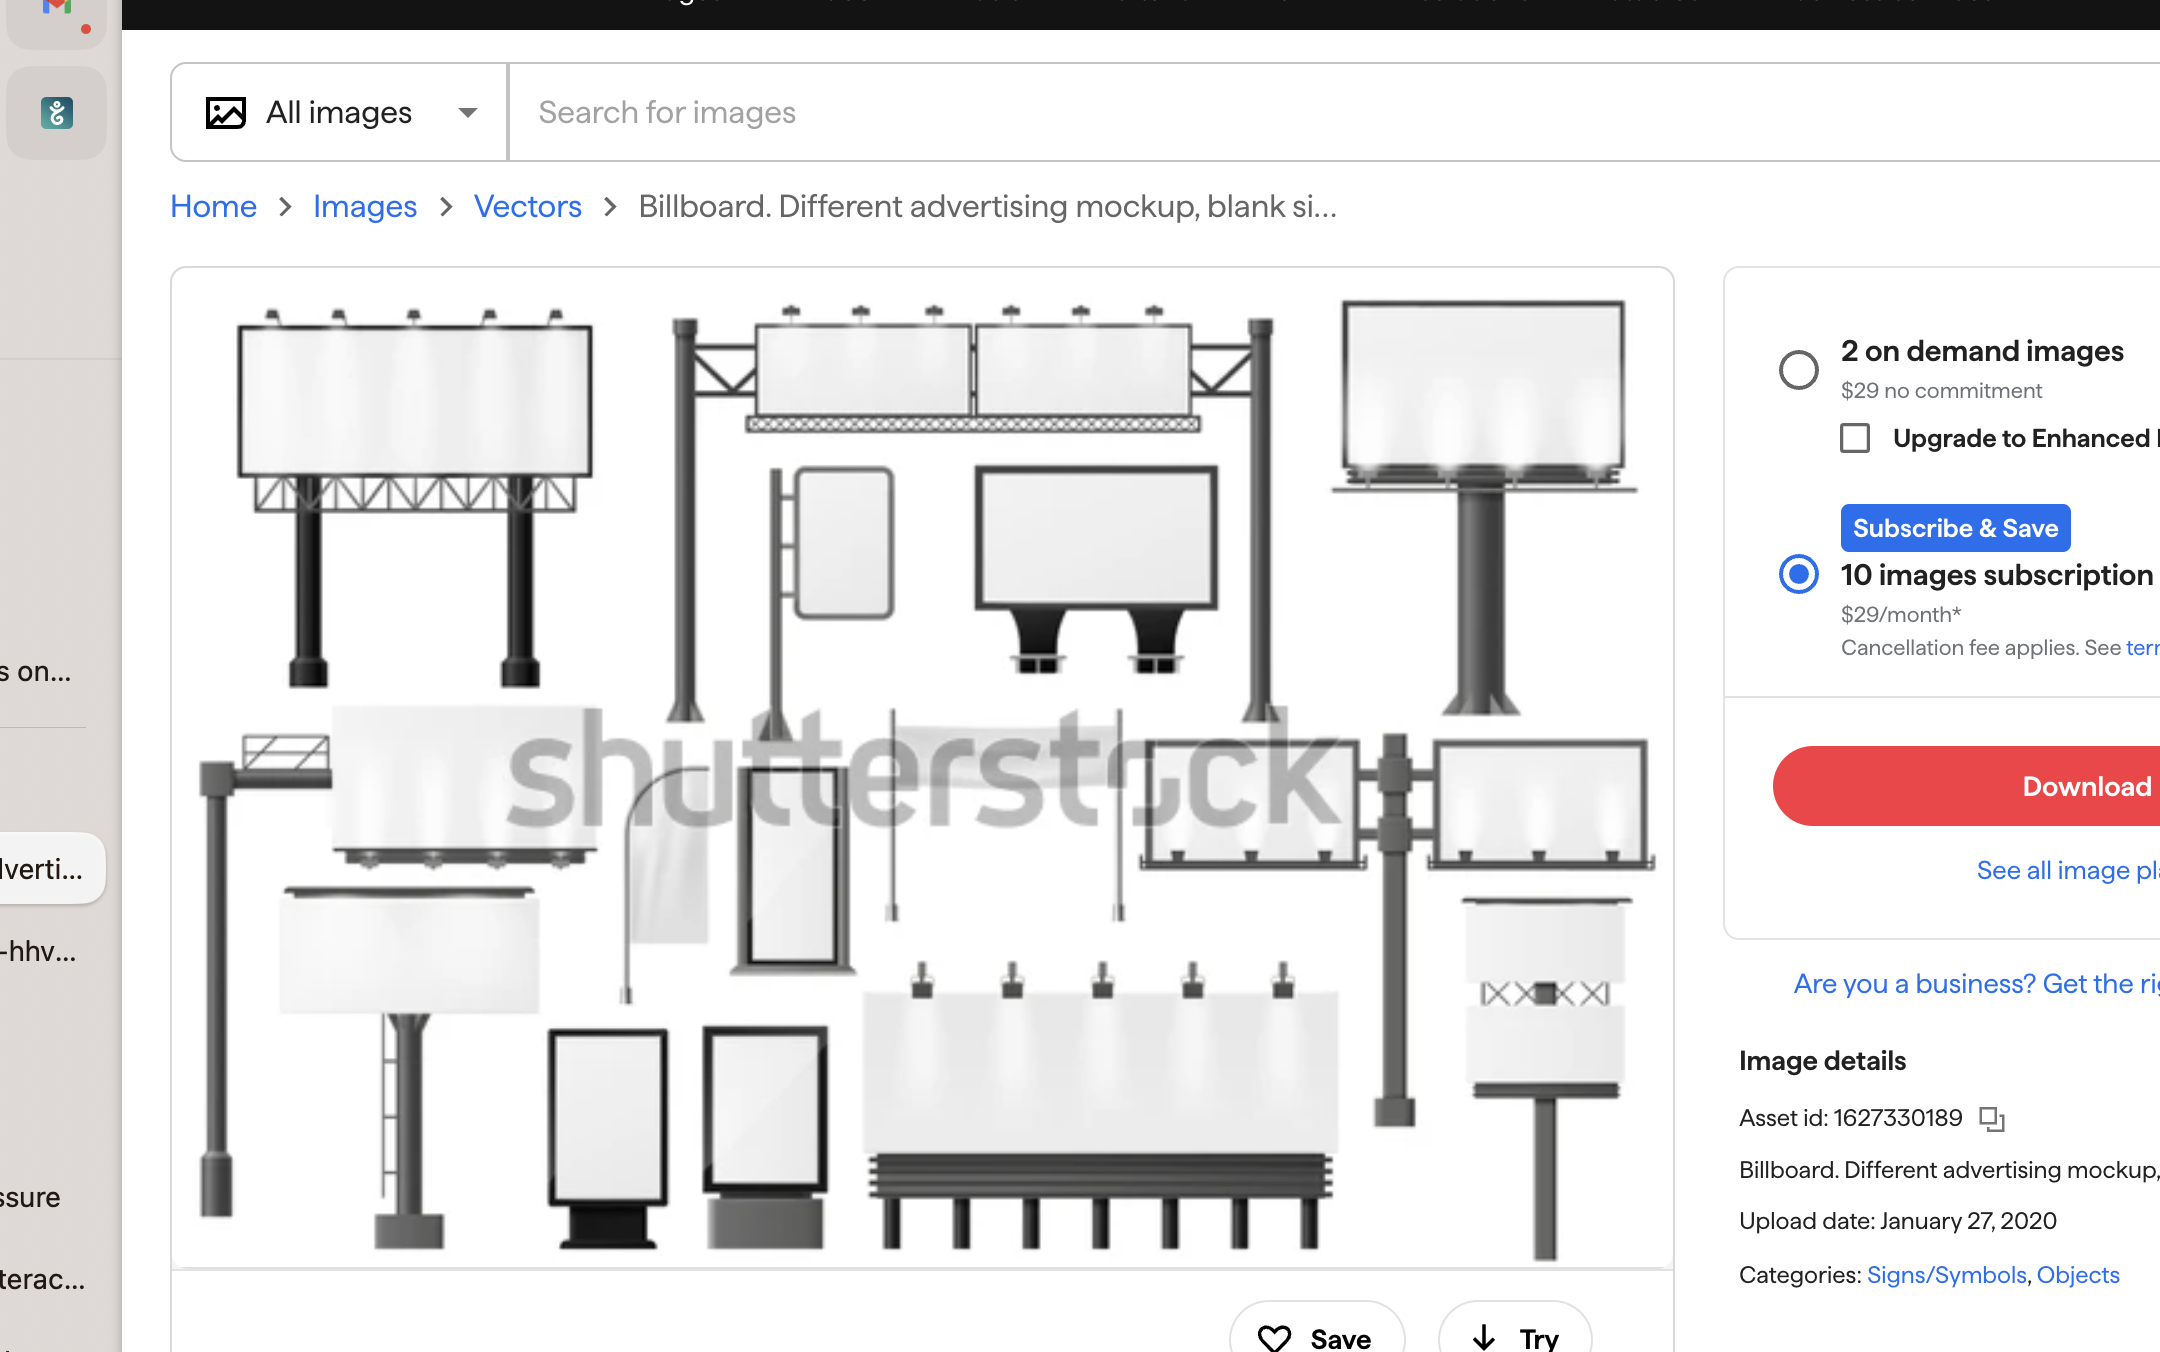 All images
Search for images
Home > Images > Vectors > Billboard. Different advertising mockup, blank si...
2 on demand images
$29 no commitment
Upgrade to Enhanced
Subscribe & Save
10 images subscription
$29/month*
Cancellation fee applies. See
s on...
shutterstock
Download
lverti...
See all image
-hhv...
Are you a business? Get the
Image details
Asset id: 1627330189
Billboard. Different advertising mockup,
ssure
Upload date: January 27, 2020
terac...
Categories: Signs/Symbols, Objects
Save
Try